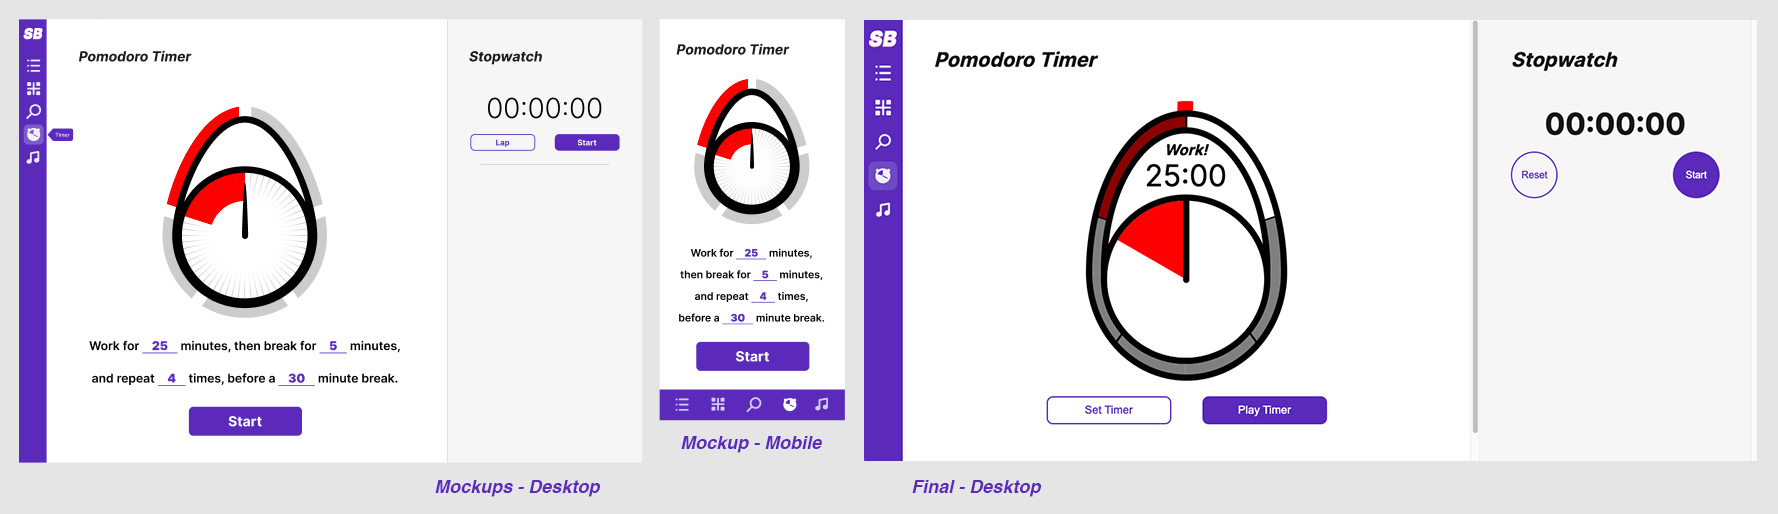 SB
Pomodoro Timer
Timer
Work for 25 minutes, then break for 5 minutes,
and repeat 4 times, before a 30 minute break.
Start
Stopwatch
00:00:00
Lap
Start
Mockups - Desktop
Pomodoro Timer
Work for 25 minutes,
then break for 5 minutes,
and repeat 4 times,
before a 30 minute break.
Start
Mockup - Mobile
SB
Pomodoro Timer
Work!
25:00
Set Timer
Play Timer
Stopwatch
00:00:00
Reset
Start
Final - Desktop